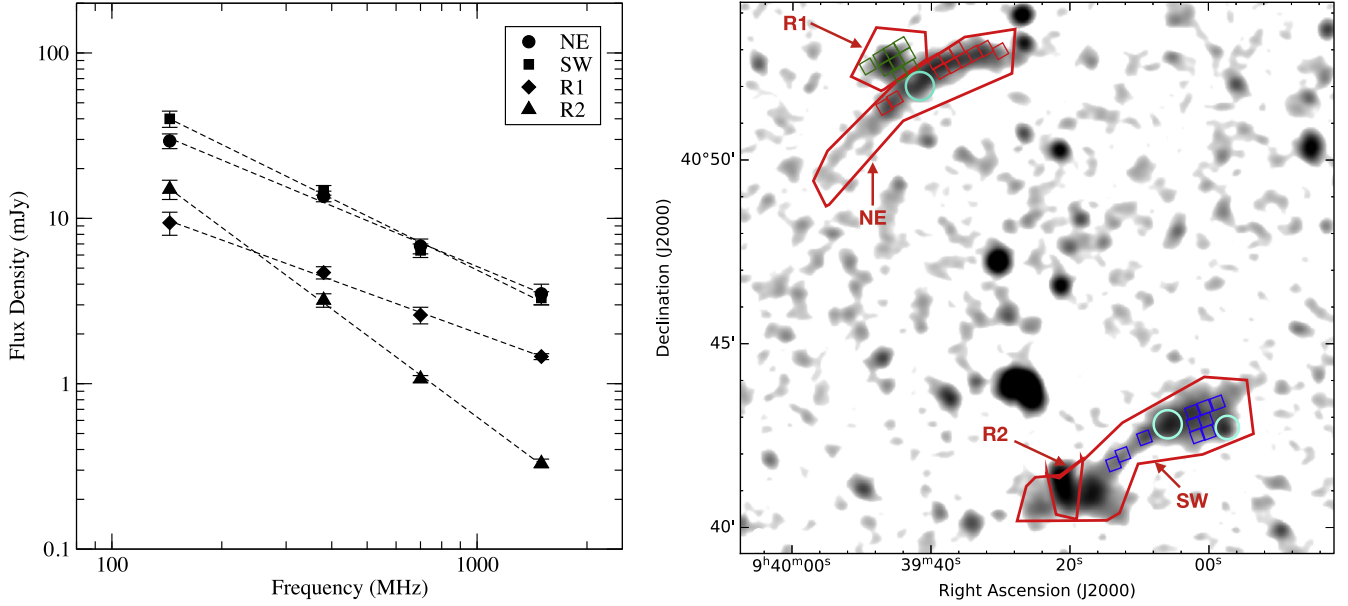 100
10
1
0.1
100
1000
Flux Density (mJy)
Frequency (MHz)
NE
SW
R1
R2
R1
NE
R2
SW
40°50'
45'
40'
9ʰ40ᵐ00ˢ
39ᵐ40ˢ
20ˢ
00ˢ
Declination (J2000)
Right Ascension (J2000)